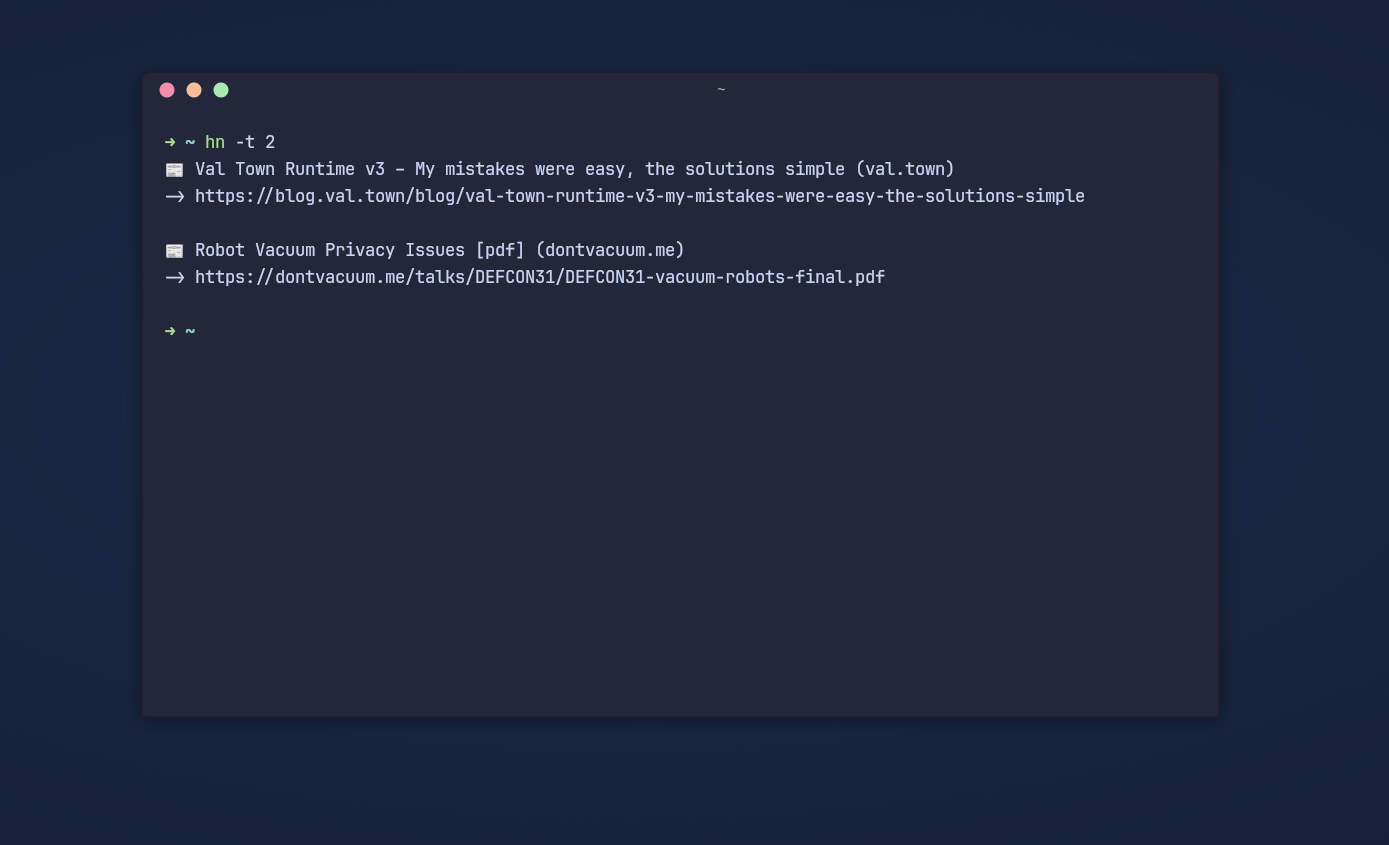 ~
➜ ~ hn -t 2
📰 Val Town Runtime v3 – My mistakes were easy, the solutions simple (val.town)
--> https://blog.val.town/blog/val-town-runtime-v3-my-mistakes-were-easy-the-solutions-simple
📰 Robot Vacuum Privacy Issues [pdf] (dontvacuum.me)
--> https://dontvacuum.me/talks/DEFCON31/DEFCON31-vacuum-robots-final.pdf
➜ ~